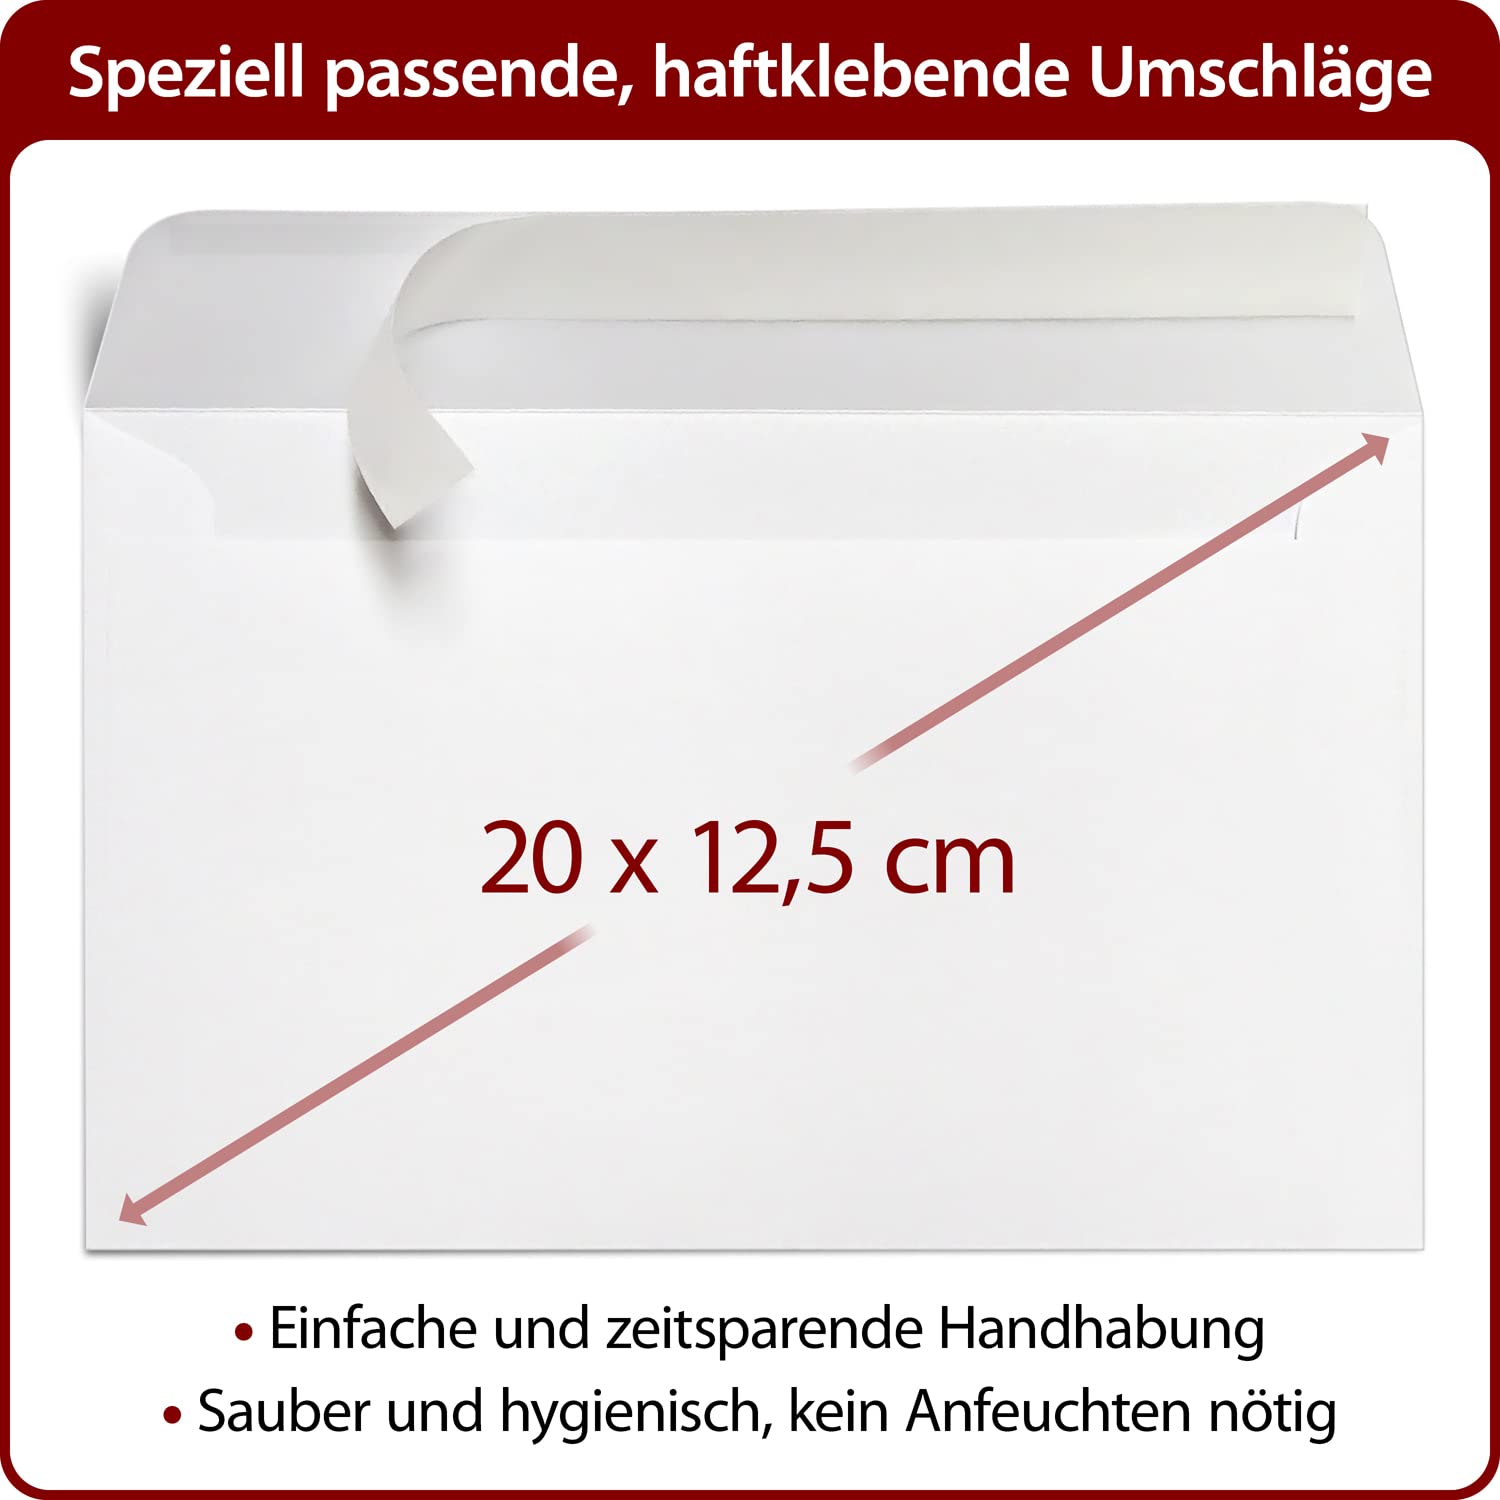 Speziell passende, haftklebende Umschläge
20 x 12,5 cm
• Einfache und zeitsparende Handhabung
• Sauber und hygienisch, kein Anfeuchten nötig